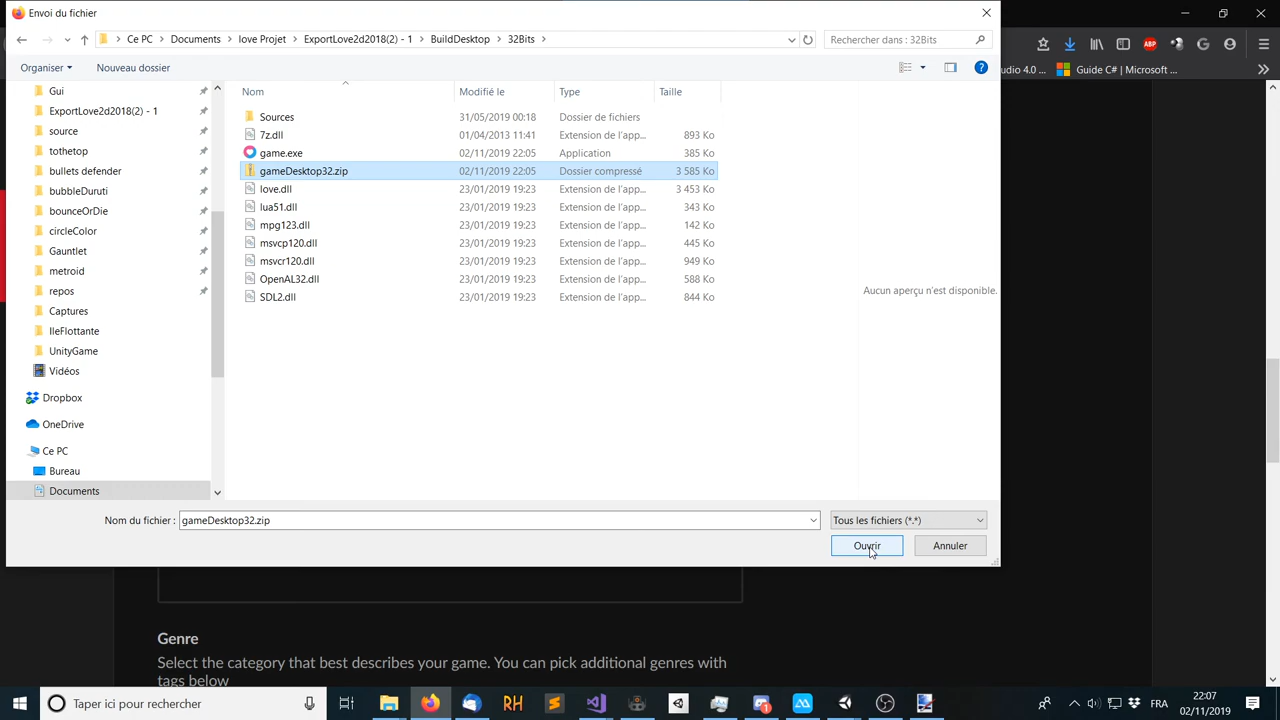 Envoi du fichier
Ce PC > Documents > love Projet > ExportLove2d2018(2) - 1 > BuildDesktop > 32Bits >
Rechercher dans : 32Bits
Organiser
Nouveau dossier
ABP
udio 4.0 ...
Guide C# | Microsoft ...
Nom
Modifié le
Type
Taille
Gui
ExportLove2d2018(2) - 1
source
tothetop
bullets defender
bubbleDuruti
bounceOrDie
circleColor
Gauntlet
metroid
repos
Captures
IleFlottante
UnityGame
Vidéos
Dropbox
OneDrive
Ce PC
Bureau
Documents
Sources 31/05/2019 00:18 Dossier de fichiers
7z.dll 01/04/2013 11:41 Extension de l'app... 893 Ko
game.exe 02/11/2019 22:05 Application 385 Ko
gameDesktop32.zip 02/11/2019 22:05 Dossier compressé 3 585 Ko
love.dll 23/01/2019 19:23 Extension de l'app... 3 453 Ko
lua51.dll 23/01/2019 19:23 Extension de l'app... 343 Ko
mpg123.dll 23/01/2019 19:23 Extension de l'app... 142 Ko
msvcp120.dll 23/01/2019 19:23 Extension de l'app... 445 Ko
msvcr120.dll 23/01/2019 19:23 Extension de l'app... 949 Ko
OpenAL32.dll 23/01/2019 19:23 Extension de l'app... 588 Ko
SDL2.dll 23/01/2019 19:23 Extension de l'app... 844 Ko
Aucun aperçu n'est disponible.
Nom du fichier : gameDesktop32.zip
Tous les fichiers (*.*)
Ouvrir
Annuler
Genre
Select the category that best describes your game. You can pick additional genres with
tags below
Taper ici pour rechercher
RH
FRA
22:07
02/11/2019